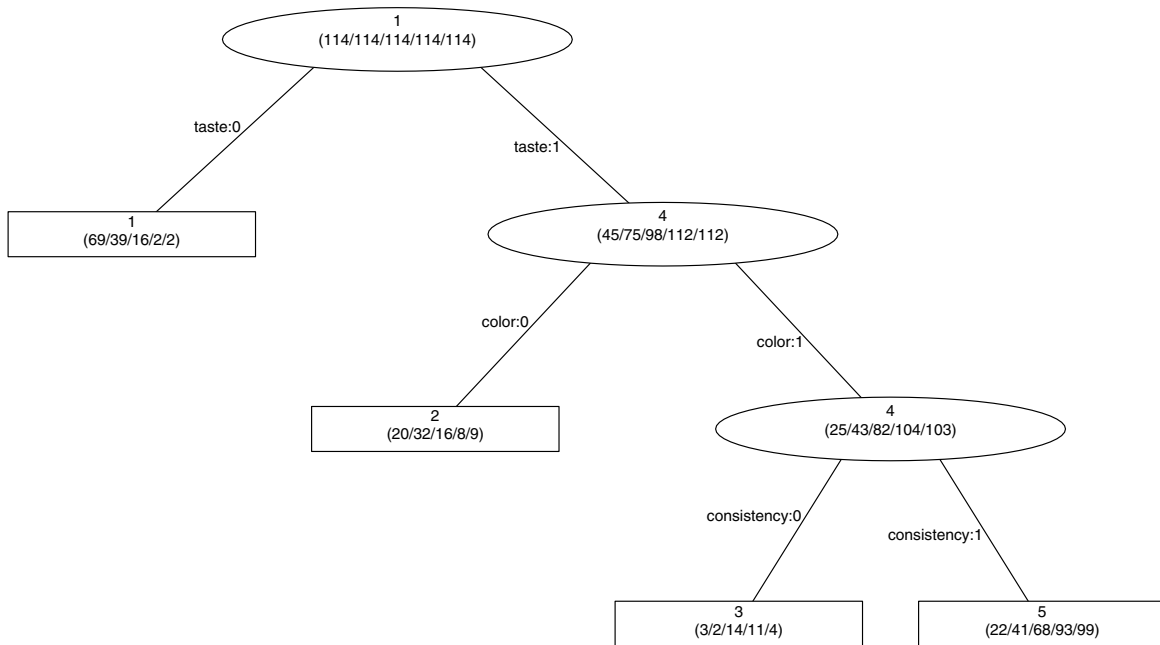 1
(114/114/114/114/114)
taste:0
taste:1
1
(69/39/16/2/2)
4
(45/75/98/112/112)
color:0
color:1
2
(20/32/16/8/9)
4
(25/43/82/104/103)
consistency:0
consistency:1
3
(3/2/14/11/4)
5
(22/41/68/93/99)